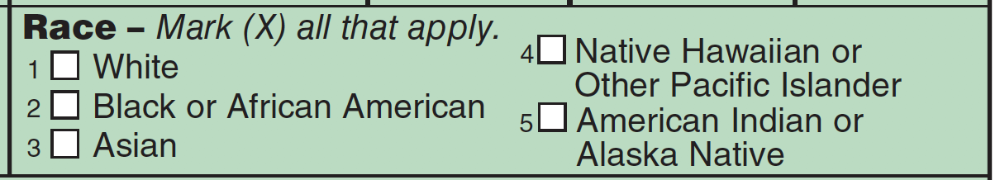 Race – Mark (X) all that apply.
1 White
2 Black or African American
3 Asian
4 Native Hawaiian or
Other Pacific Islander
5 American Indian or
Alaska Native